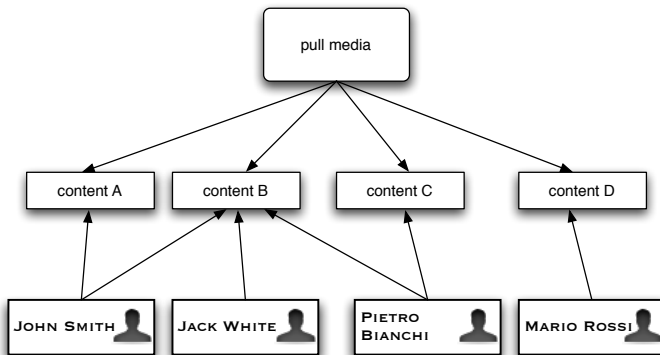 pull media
content A
content B
content C
content D
John Smith
Jack White
Pietro
Bianchi
Mario Rossi